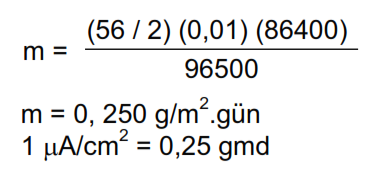 m = (56 / 2) (0,01) (86400) / 96500
m = 0, 250 g/m².gün
1 µA/cm² = 0,25 gmd